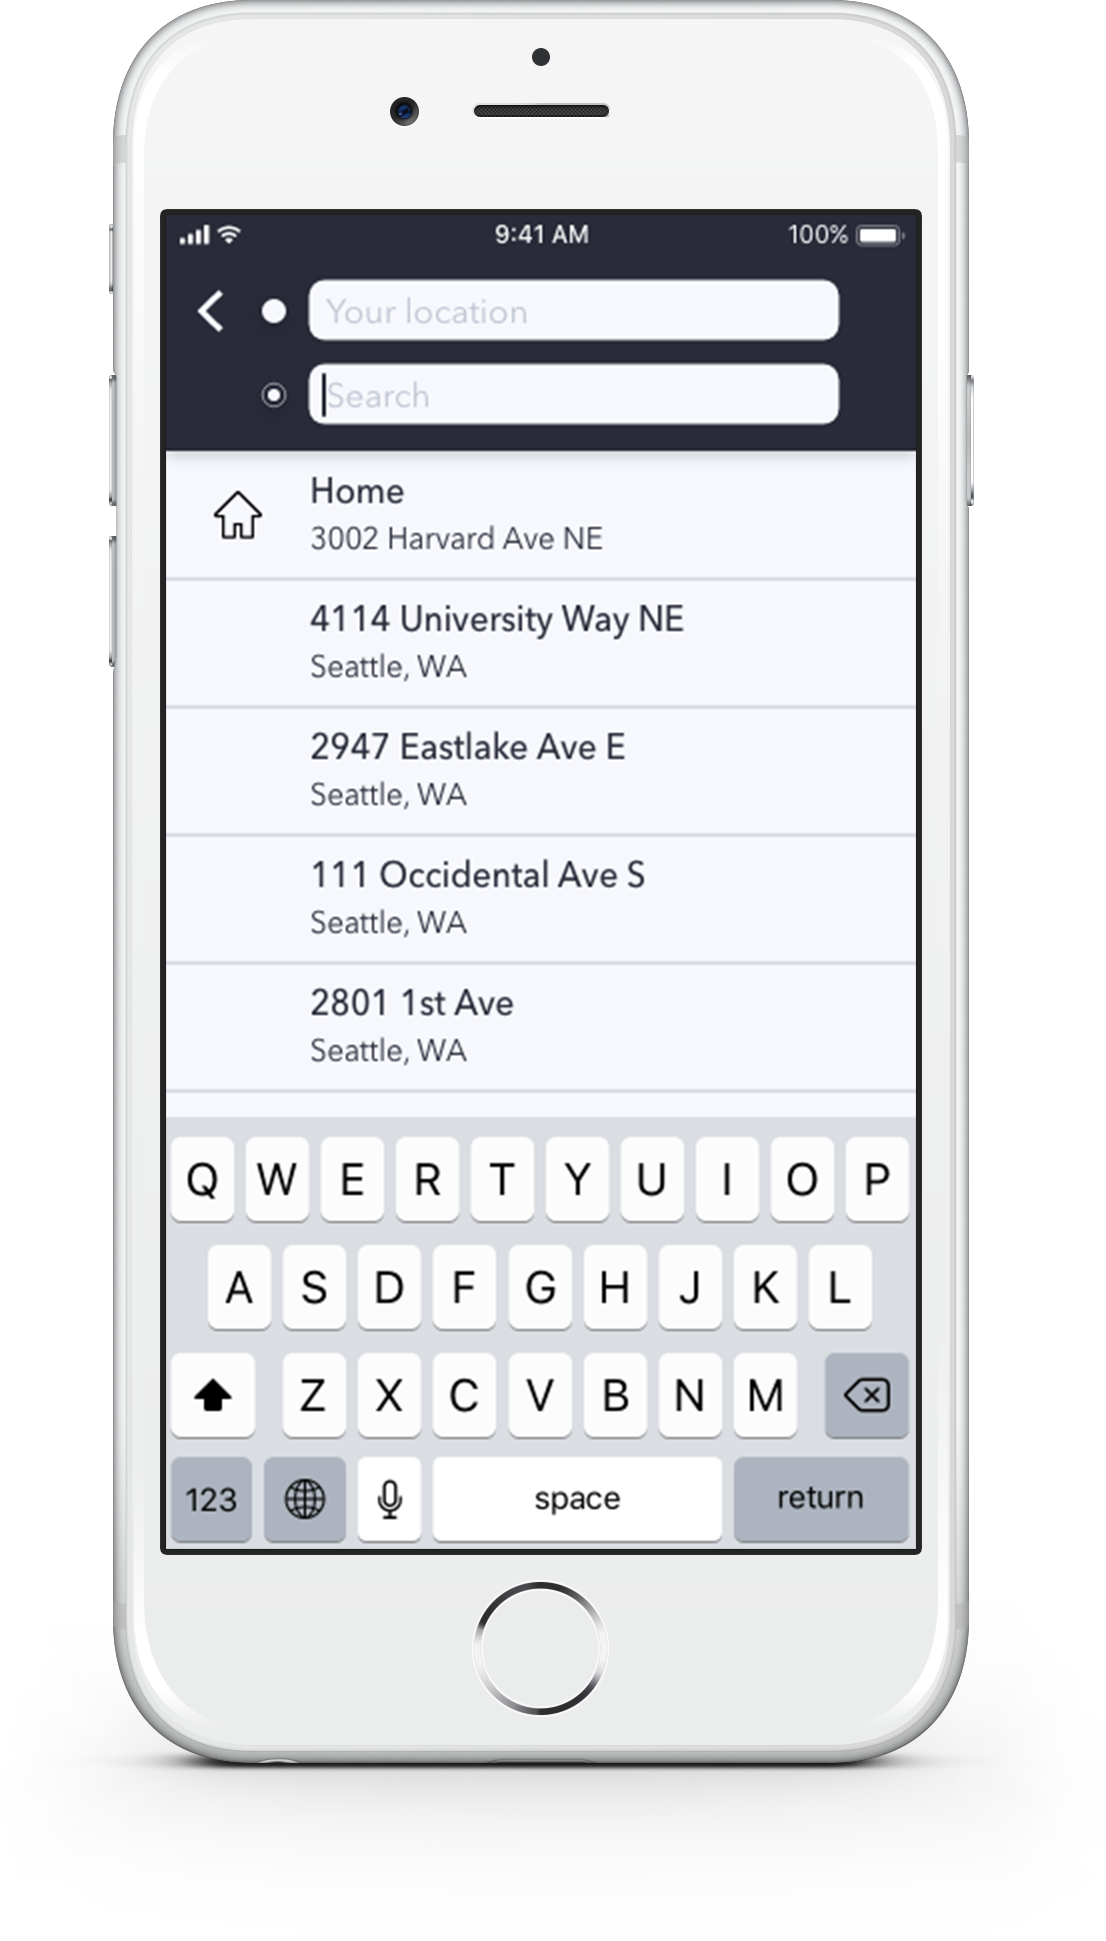 9:41 AM 100%
Your location
Search
Home
3002 Harvard Ave NE
4114 University Way NE
Seattle, WA
2947 Eastlake Ave E
Seattle, WA
111 Occidental Ave S
Seattle, WA
2801 1st Ave
Seattle, WA
Q W E R T Y U I O P
A S D F G H J K L
Z X C V B N M
123 space return